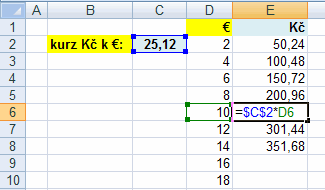 A B C D E
1 € Kč
2 kurz Kč k €: 25,12 2 50,24
3 4 100,48
4 6 150,72
5 8 200,96
6 10 =$C$2*D6
7 12 301,44
8 14 351,68
9 16
10 18